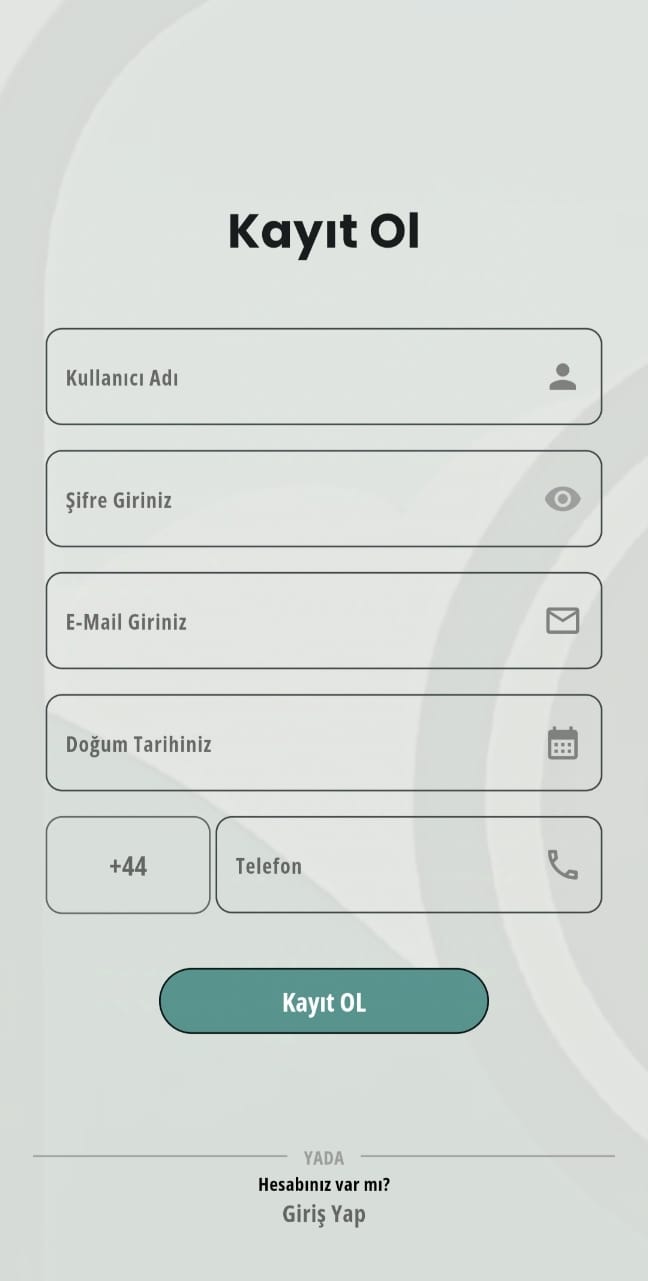 Kayıt Ol
Kullanıcı Adı
Şifre Giriniz
E-Mail Giriniz
Doğum Tarihiniz
+44 Telefon
Kayıt OL
YADA
Hesabınız var mı?
Giriş Yap